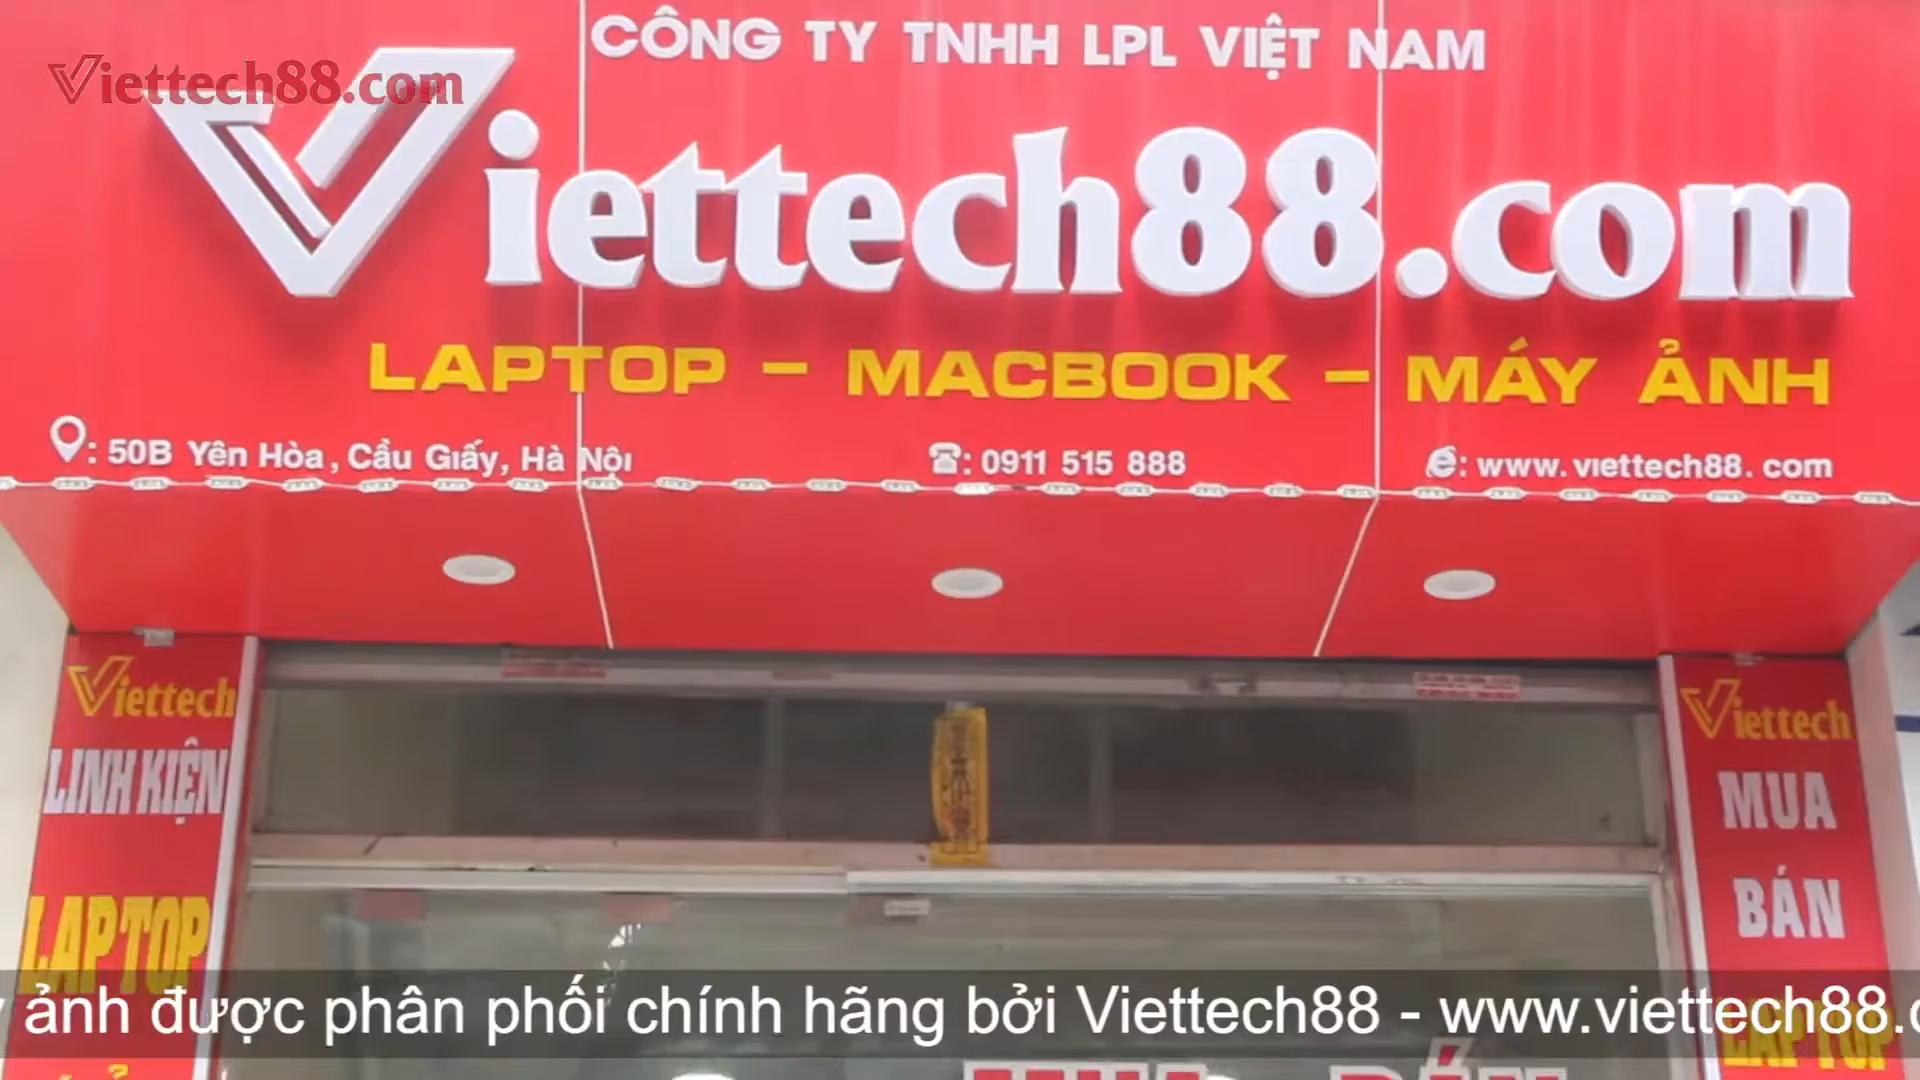 CÔNG TY TNHH LPL VIỆT NAM
Viettech88.com
Viettech88.com
LAPTOP - MACBOOK - MÁY ẢNH
: 50B Yên Hòa, Cầu Giấy, Hà Nội
: 0911 515 888
: www.viettech88.com
Viettech
LINH KIỆN
LAPTOP
Viettech
MUA
BÁN
LAPTOP
ảnh được phân phối chính hãng bởi Viettech88 - www.viettech88.